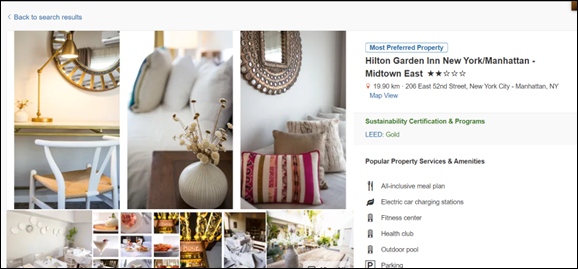 Back to search results
Most Preferred Property
Hilton Garden Inn New York/Manhattan -
Midtown East ★★☆☆☆
19.90 km · 206 East 52nd Street, New York City - Manhattan, NY
Map View
Sustainability Certification & Programs
LEED: Gold
Popular Property Services & Amenities
All-inclusive meal plan
Electric car charging stations
Fitness center
Health club
Outdoor pool
P Parking